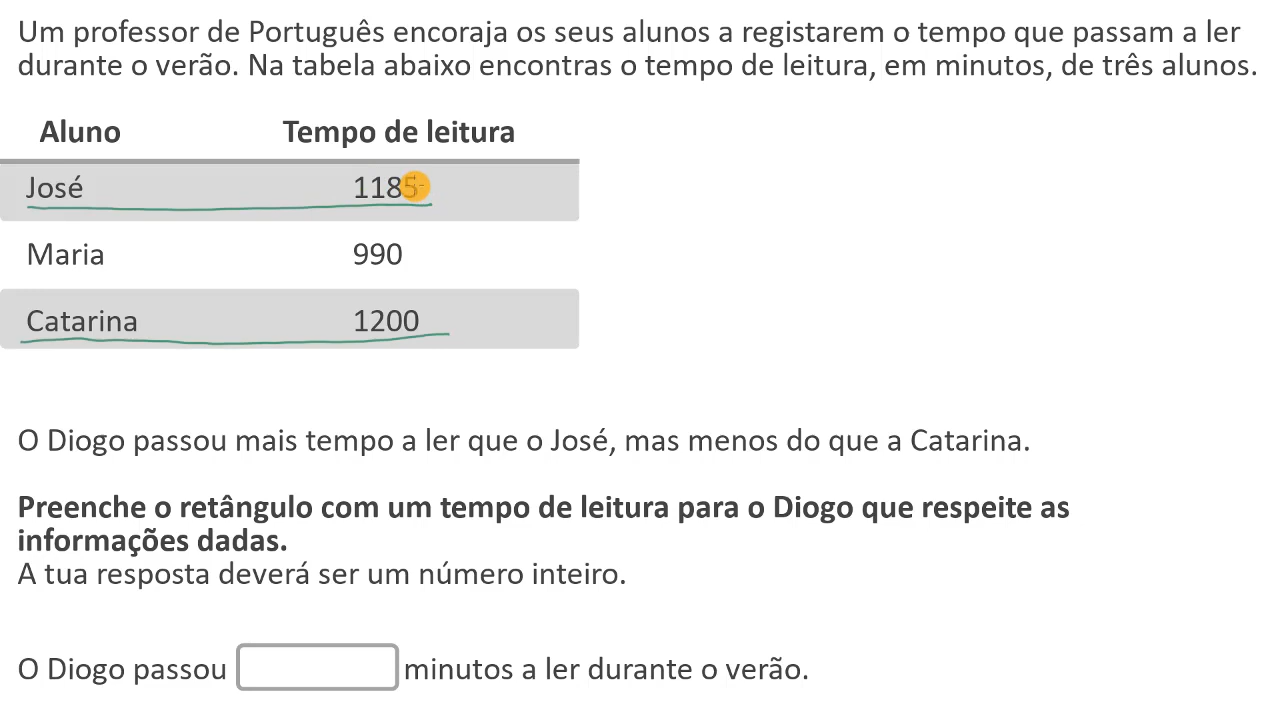 Um professor de Português encoraja os seus alunos a registarem o tempo que passam a ler
durante o verão. Na tabela abaixo encontras o tempo de leitura, em minutos, de três alunos.
Aluno Tempo de leitura
José 1185
Maria 990
Catarina 1200
O Diogo passou mais tempo a ler que o José, mas menos do que a Catarina.
Preenche o retângulo com um tempo de leitura para o Diogo que respeite as
informações dadas.
A tua resposta deverá ser um número inteiro.
O Diogo passou minutos a ler durante o verão.